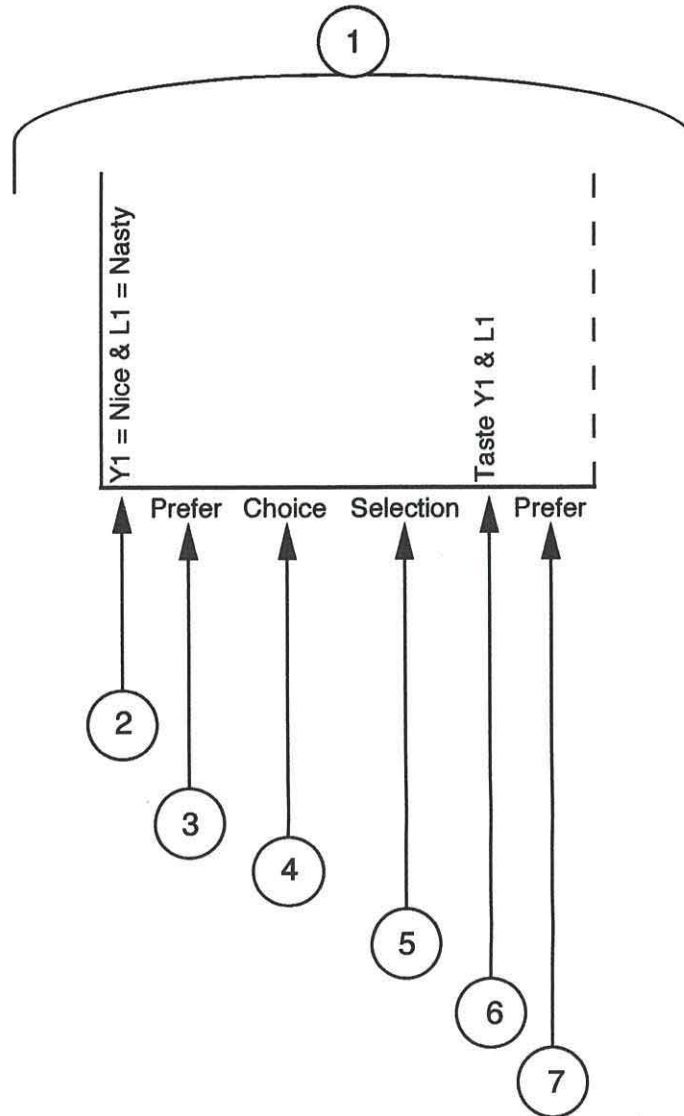 1
Y1 = Nice & L1 = Nasty
Taste Y1 & L1
Prefer Choice Selection Prefer
2
3
4
5
6
7